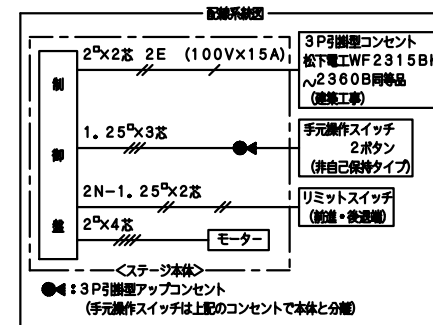 配線系統図
2□×2芯 2E (100V×15A)
3P引掛型コンセント
松下電工WF2315BK
～2360B同等品
(建築工事)
制
御
盤
1.25□×3芯
手元操作スイッチ
2ボタン
(非自己保持タイプ)
2N-1.25□×2芯
リミットスイッチ
(前進・後退端)
2□×4芯
モーター
<ステージ本体>
:3P引掛型アップコンセント
(手元操作スイッチは上記のコンセントで本体と分離)